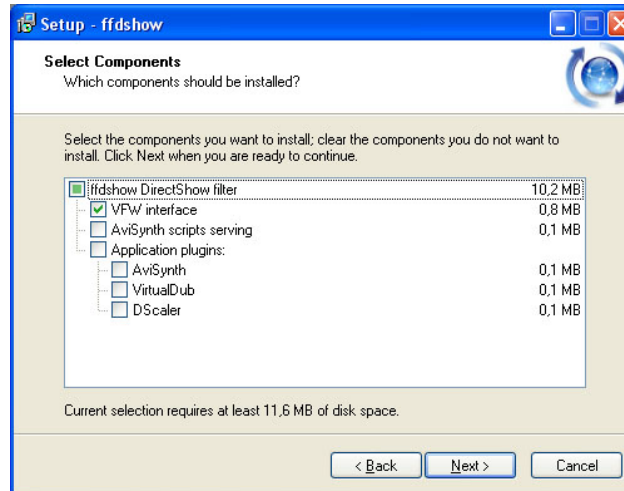 Setup - ffdshow
Select Components
Which components should be installed?
Select the components you want to install; clear the components you do not want to
install. Click Next when you are ready to continue.
ffdshow DirectShow filter 10,2 MB
VFW interface 0,8 MB
AviSynth scripts serving 0,1 MB
Application plugins:
AviSynth 0,1 MB
VirtualDub 0,1 MB
DScaler 0,1 MB
Current selection requires at least 11,6 MB of disk space.
< Back Next > Cancel